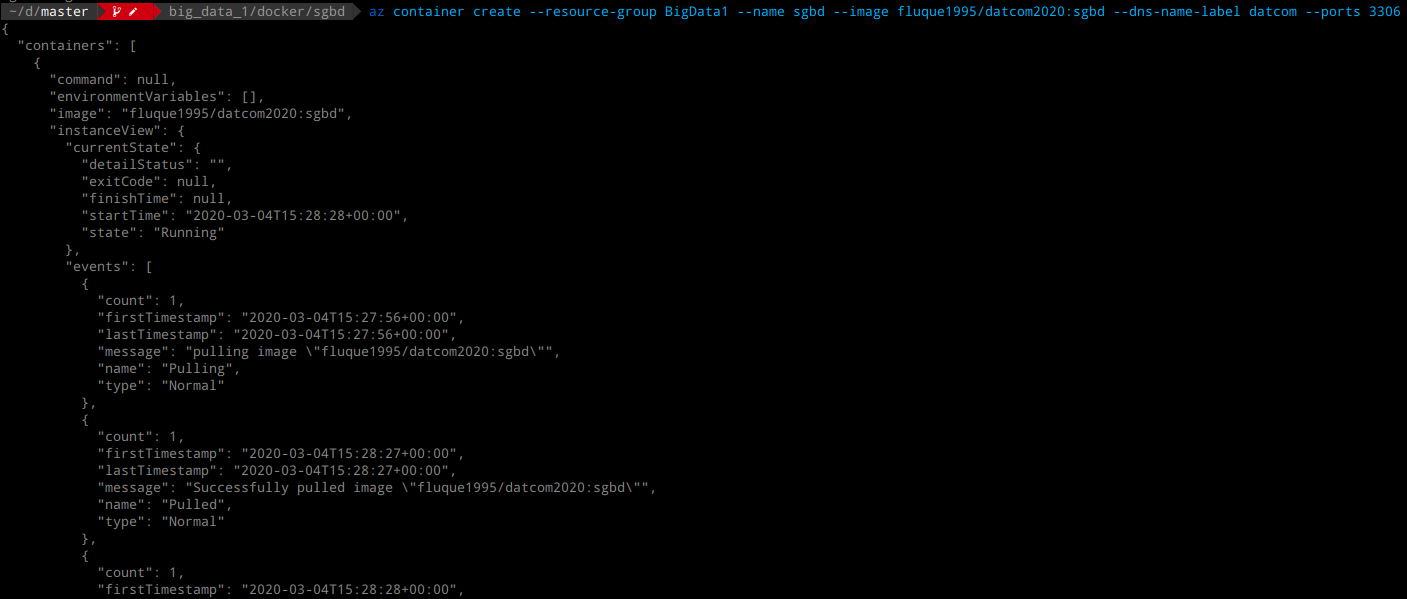 ~/d/master big_data_1/docker/sgbd az container create --resource-group BigData1 --name sgbd --image fluque1995/datcom2020:sgbd --dns-name-label datcom --ports 3306
{
  "containers": [
    {
      "command": null,
      "environmentVariables": [],
      "image": "fluque1995/datcom2020:sgbd",
      "instanceView": {
        "currentState": {
          "detailStatus": "",
          "exitCode": null,
          "finishTime": null,
          "startTime": "2020-03-04T15:28:28+00:00",
          "state": "Running"
        },
        "events": [
          {
            "count": 1,
            "firstTimestamp": "2020-03-04T15:27:56+00:00",
            "lastTimestamp": "2020-03-04T15:27:56+00:00",
            "message": "pulling image \"fluque1995/datcom2020:sgbd\"",
            "name": "Pulling",
            "type": "Normal"
          },
          {
            "count": 1,
            "firstTimestamp": "2020-03-04T15:28:27+00:00",
            "lastTimestamp": "2020-03-04T15:28:27+00:00",
            "message": "Successfully pulled image \"fluque1995/datcom2020:sgbd\"",
            "name": "Pulled",
            "type": "Normal"
          },
          {
            "count": 1,
            "firstTimestamp": "2020-03-04T15:28:28+00:00",